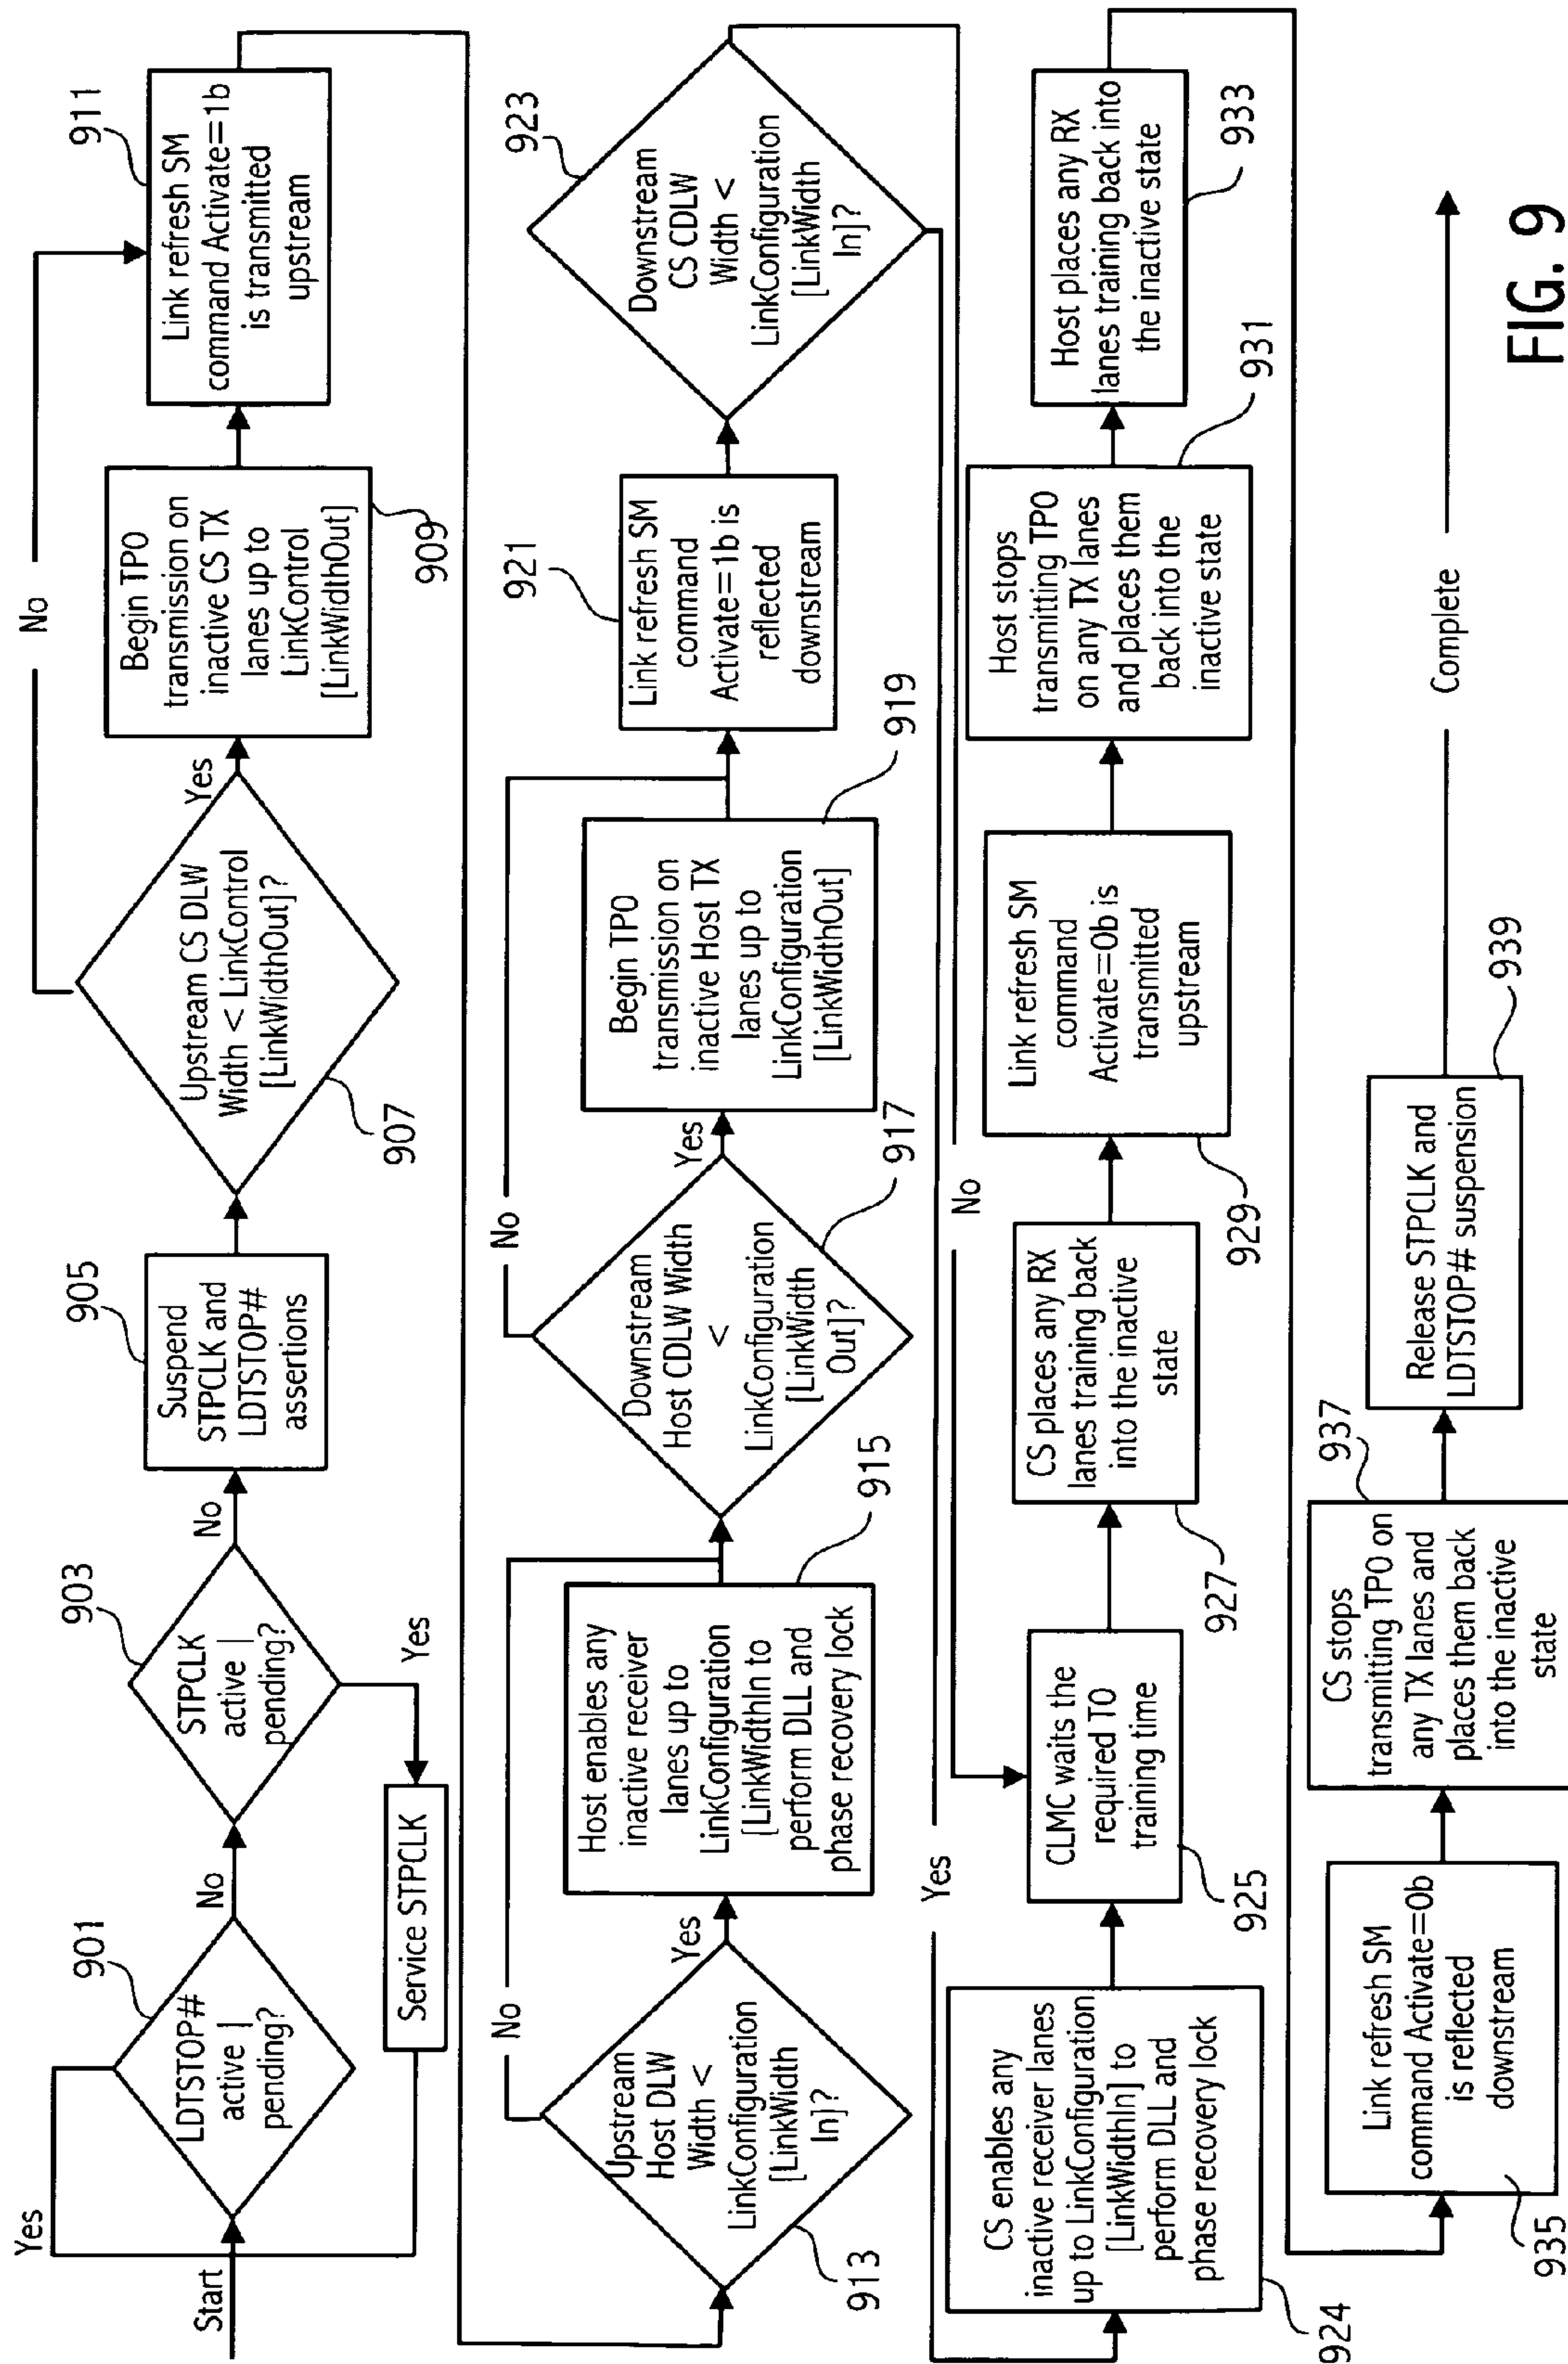 Start
Yes
LDTSTOP#
active |
pending?
901
No
STPCLK
active |
pending?
903
No
Yes
Service STPCLK
Suspend
STPCLK and
LDTSTOP#
assertions
905
Upstream CS DLW
Width < LinkControl
[LinkWidthOut]?
907
No
Yes
Begin TPO
transmission on
inactive CS TX
lanes up to
LinkControl
[LinkWidthOut]
909
Link refresh SM
command Activate=1b
is transmitted
upstream
911
Upstream
Host DLW
Width <
LinkConfiguration
[LinkWidth
In]?
913
No
Yes
Host enables any
inactive receiver
lanes up to
LinkConfiguration
[LinkWidthIn to
perform DLL and
phase recovery lock
915
Downstream
Host CDLW Width
<
LinkConfiguration
[LinkWidth
Out]?
917
No
Yes
Begin TPO
transmission on
inactive Host TX
lanes up to
LinkConfiguration
[LinkWidthOut]
919
Link refresh SM
command
Activate=1b is
reflected
downstream
921
Downstream
CS CDLW
Width <
LinkConfiguration
[LinkWidth
In]?
923
Yes
No
CS enables any
inactive receiver lanes
up to LinkConfiguration
[LinkWidthIn] to
perform DLL and
phase recovery lock
924
CLMC waits the
required TO
training time
925
CS places any RX
lanes training back
into the inactive
state
927
Link refresh SM
command
Activate=0b is
transmitted
upstream
929
Host stops
transmitting TPO
on any TX lanes
and places them
back into the
inactive state
931
Host places any RX
lanes training back into
the inactive state
933
Link refresh SM
command Activate=0b
is reflected
downstream
935
CS stops
transmitting TPO on
any TX lanes and
places them back
into the inactive
state
937
Release STPCLK and
LDTSTOP# suspension
939
Complete
FIG. 9